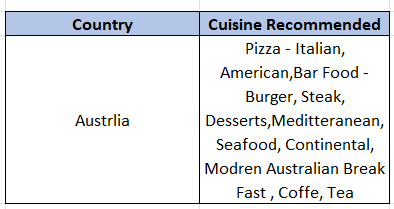 Country
Cuisine Recommended
Austrlia
Pizza - Italian,
American,Bar Food -
Burger, Steak,
Desserts,Meditteranean,
Seafood, Continental,
Modren Australian Break
Fast , Coffe, Tea